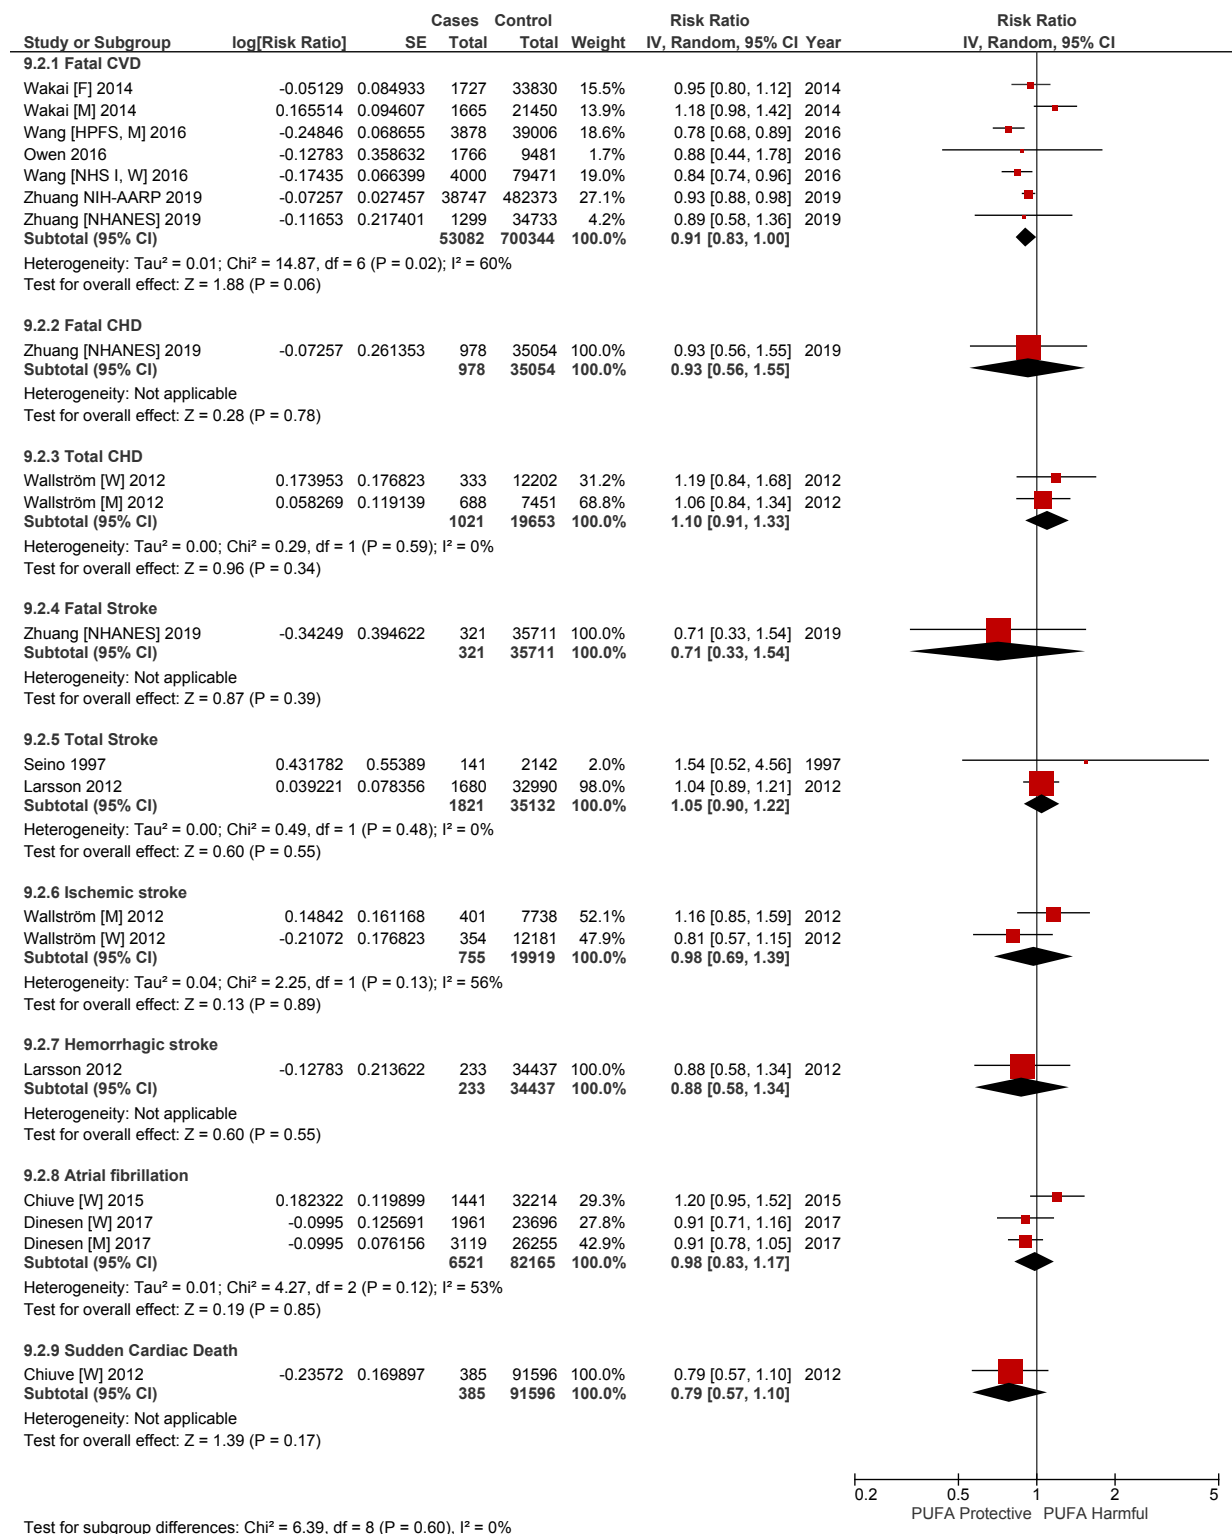 Cases Control Risk Ratio Risk Ratio
Study or Subgroup log[Risk Ratio] SE Total Total Weight IV, Random, 95% CI Year IV, Random, 95% CI
9.2.1 Fatal CVD
Wakai [F] 2014 -0.05129 0.084933 1727 33830 15.5% 0.95 [0.80, 1.12] 2014
Wakai [M] 2014 0.165514 0.094607 1665 21450 13.9% 1.18 [0.98, 1.42] 2014
Wang [HPFS, M] 2016 -0.24846 0.068655 3878 39006 18.6% 0.78 [0.68, 0.89] 2016
Owen 2016 -0.12783 0.358632 1766 9481 1.7% 0.88 [0.44, 1.78] 2016
Wang [NHS I, W] 2016 -0.17435 0.066399 4000 79471 19.0% 0.84 [0.74, 0.96] 2016
Zhuang NIH-AARP 2019 -0.07257 0.027457 38747 482373 27.1% 0.93 [0.88, 0.98] 2019
Zhuang [NHANES] 2019 -0.11653 0.217401 1299 34733 4.2% 0.89 [0.58, 1.36] 2019
Subtotal (95% CI) 53082 700344 100.0% 0.91 [0.83, 1.00]
Heterogeneity: Tau² = 0.01; Chi² = 14.87, df = 6 (P = 0.02); I² = 60%
Test for overall effect: Z = 1.88 (P = 0.06)
9.2.2 Fatal CHD
Zhuang [NHANES] 2019 -0.07257 0.261353 978 35054 100.0% 0.93 [0.56, 1.55] 2019
Subtotal (95% CI) 978 35054 100.0% 0.93 [0.56, 1.55]
Heterogeneity: Not applicable
Test for overall effect: Z = 0.28 (P = 0.78)
9.2.3 Total CHD
Wallström [W] 2012 0.173953 0.176823 333 12202 31.2% 1.19 [0.84, 1.68] 2012
Wallström [M] 2012 0.058269 0.119139 688 7451 68.8% 1.06 [0.84, 1.34] 2012
Subtotal (95% CI) 1021 19653 100.0% 1.10 [0.91, 1.33]
Heterogeneity: Tau² = 0.00; Chi² = 0.29, df = 1 (P = 0.59); I² = 0%
Test for overall effect: Z = 0.96 (P = 0.34)
9.2.4 Fatal Stroke
Zhuang [NHANES] 2019 -0.34249 0.394622 321 35711 100.0% 0.71 [0.33, 1.54] 2019
Subtotal (95% CI) 321 35711 100.0% 0.71 [0.33, 1.54]
Heterogeneity: Not applicable
Test for overall effect: Z = 0.87 (P = 0.39)
9.2.5 Total Stroke
Seino 1997 0.431782 0.55389 141 2142 2.0% 1.54 [0.52, 4.56] 1997
Larsson 2012 0.039221 0.078356 1680 32990 98.0% 1.04 [0.89, 1.21] 2012
Subtotal (95% CI) 1821 35132 100.0% 1.05 [0.90, 1.22]
Heterogeneity: Tau² = 0.00; Chi² = 0.49, df = 1 (P = 0.48); I² = 0%
Test for overall effect: Z = 0.60 (P = 0.55)
9.2.6 Ischemic stroke
Wallström [M] 2012 0.14842 0.161168 401 7738 52.1% 1.16 [0.85, 1.59] 2012
Wallström [W] 2012 -0.21072 0.176823 354 12181 47.9% 0.81 [0.57, 1.15] 2012
Subtotal (95% CI) 755 19919 100.0% 0.98 [0.69, 1.39]
Heterogeneity: Tau² = 0.04; Chi² = 2.25, df = 1 (P = 0.13); I² = 56%
Test for overall effect: Z = 0.13 (P = 0.89)
9.2.7 Hemorrhagic stroke
Larsson 2012 -0.12783 0.213622 233 34437 100.0% 0.88 [0.58, 1.34] 2012
Subtotal (95% CI) 233 34437 100.0% 0.88 [0.58, 1.34]
Heterogeneity: Not applicable
Test for overall effect: Z = 0.60 (P = 0.55)
9.2.8 Atrial fibrillation
Chiuve [W] 2015 0.182322 0.119899 1441 32214 29.3% 1.20 [0.95, 1.52] 2015
Dinesen [W] 2017 -0.0995 0.125691 1961 23696 27.8% 0.91 [0.71, 1.16] 2017
Dinesen [M] 2017 -0.0995 0.076156 3119 26255 42.9% 0.91 [0.78, 1.05] 2017
Subtotal (95% CI) 6521 82165 100.0% 0.98 [0.83, 1.17]
Heterogeneity: Tau² = 0.01; Chi² = 4.27, df = 2 (P = 0.12); I² = 53%
Test for overall effect: Z = 0.19 (P = 0.85)
9.2.9 Sudden Cardiac Death
Chiuve [W] 2012 -0.23572 0.169897 385 91596 100.0% 0.79 [0.57, 1.10] 2012
Subtotal (95% CI) 385 91596 100.0% 0.79 [0.57, 1.10]
Heterogeneity: Not applicable
Test for overall effect: Z = 1.39 (P = 0.17)
0.2 0.5 1 2 5
PUFA Protective PUFA Harmful
Test for subgroup differences: Chi² = 6.39, df = 8 (P = 0.60), I² = 0%